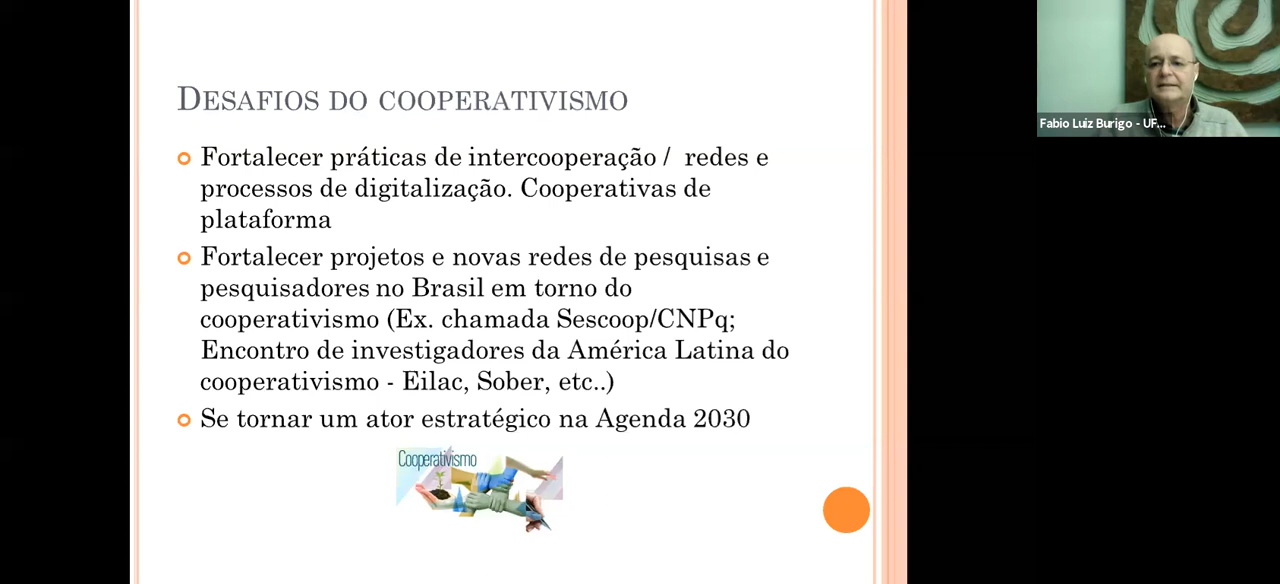 DESAFIOS DO COOPERATIVISMO
Fortalecer práticas de intercooperação / redes e
processos de digitalização. Cooperativas de
plataforma
Fortalecer projetos e novas redes de pesquisas e
pesquisadores no Brasil em torno do
cooperativismo (Ex. chamada Sescoop/CNPq;
Encontro de investigadores da América Latina do
cooperativismo - Eilac, Sober, etc..)
Se tornar um ator estratégico na Agenda 2030
Cooperativismo
Fabio Luiz Burigo - UF...